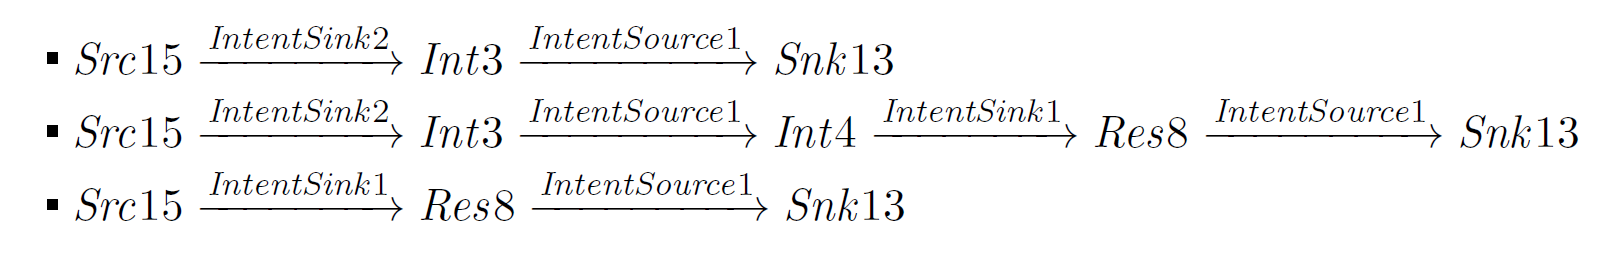 ▪ Src15 —IntentSink2→ Int3 —IntentSource1→ Snk13
▪ Src15 —IntentSink2→ Int3 —IntentSource1→ Int4 —IntentSink1→ Res8 —IntentSource1→ Snk13
▪ Src15 —IntentSink1→ Res8 —IntentSource1→ Snk13